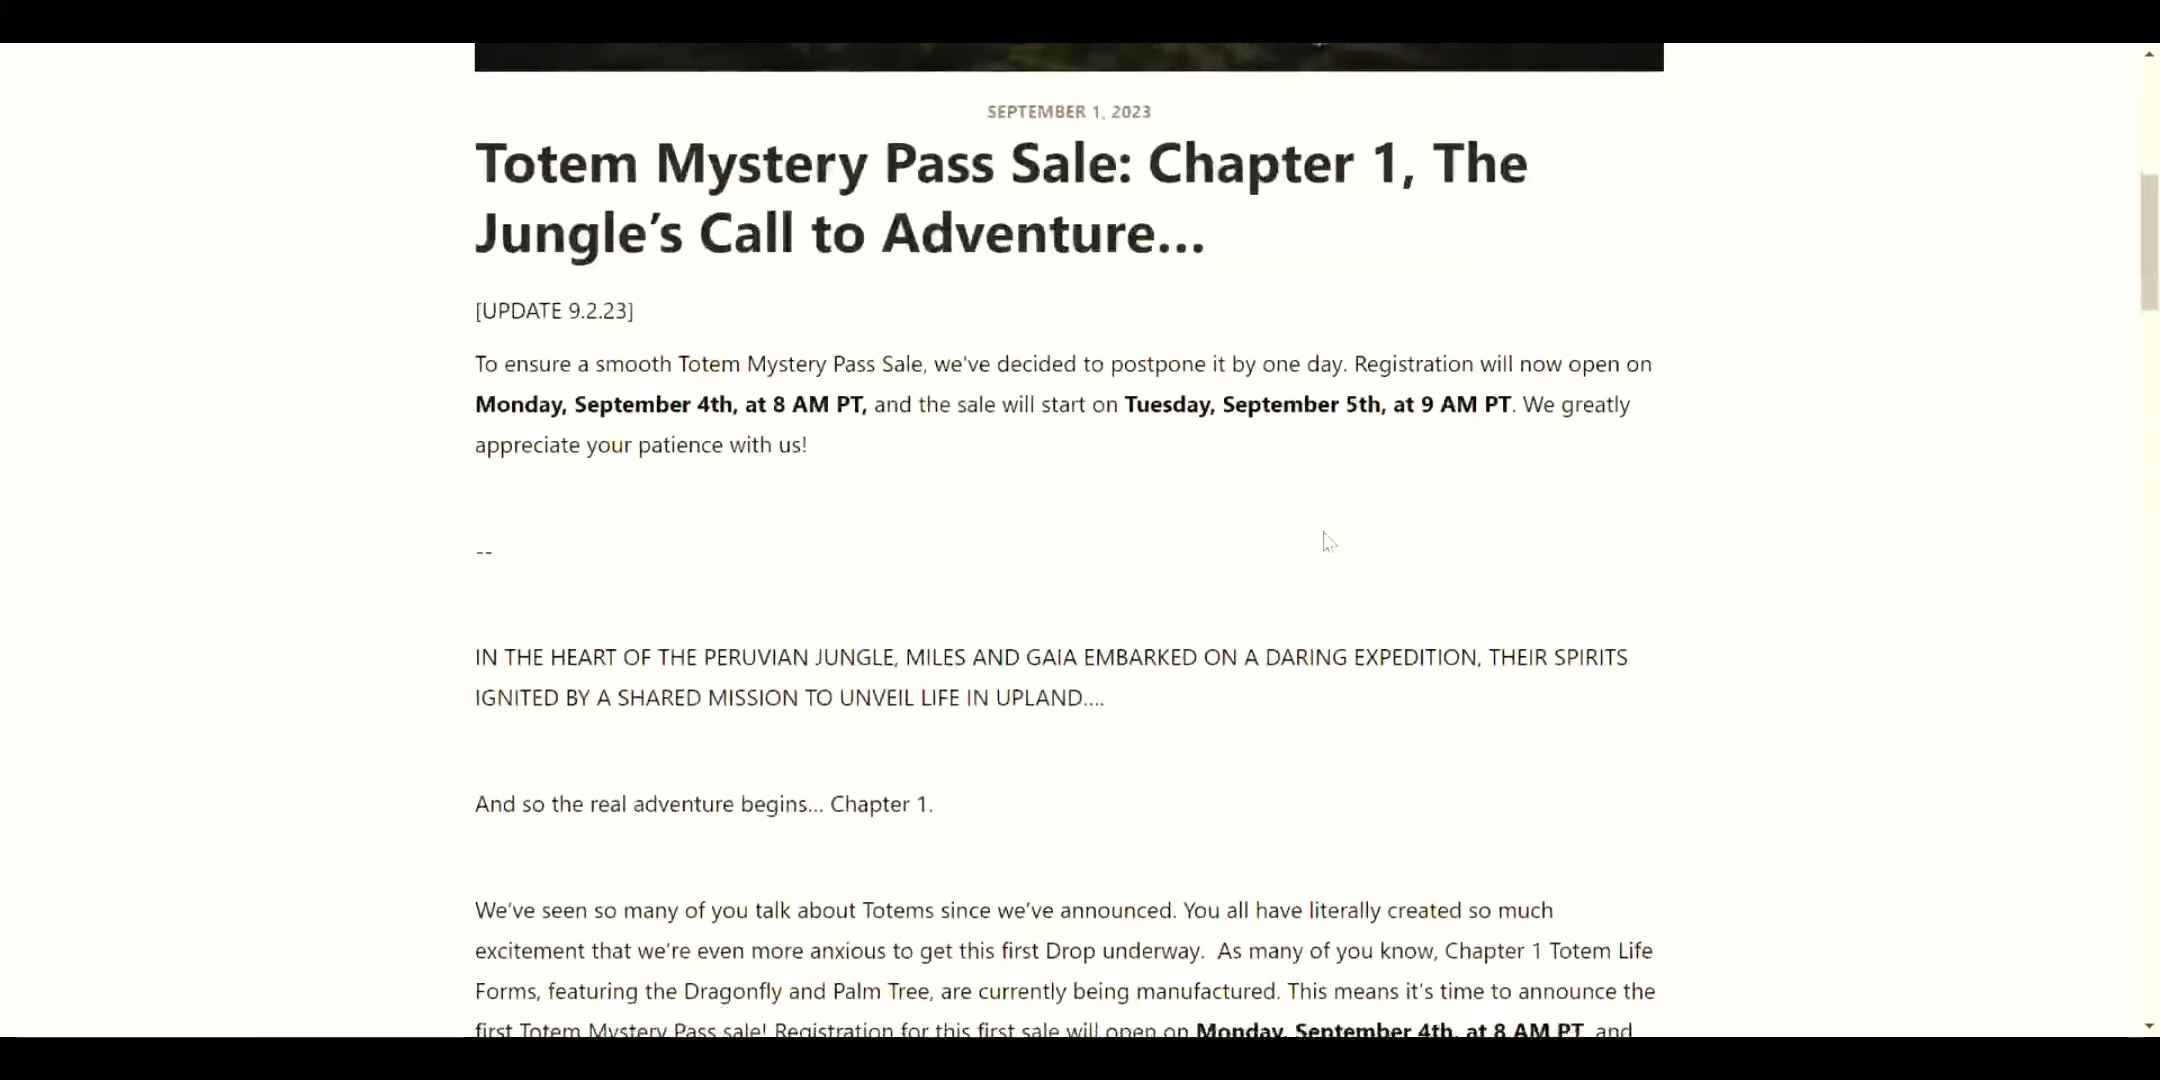 SEPTEMBER 1, 2023
Totem Mystery Pass Sale: Chapter 1, The
Jungle’s Call to Adventure...
[UPDATE 9.2.23]
To ensure a smooth Totem Mystery Pass Sale, we've decided to postpone it by one day. Registration will now open on
Monday, September 4th, at 8 AM PT, and the sale will start on Tuesday, September 5th, at 9 AM PT. We greatly
appreciate your patience with us!
--
IN THE HEART OF THE PERUVIAN JUNGLE, MILES AND GAIA EMBARKED ON A DARING EXPEDITION, THEIR SPIRITS
IGNITED BY A SHARED MISSION TO UNVEIL LIFE IN UPLAND....
And so the real adventure begins... Chapter 1.
We’ve seen so many of you talk about Totems since we’ve announced. You all have literally created so much
excitement that we’re even more anxious to get this first Drop underway.  As many of you know, Chapter 1 Totem Life
Forms, featuring the Dragonfly and Palm Tree, are currently being manufactured. This means it’s time to announce the
first Totem Mystery Pass sale! Registration for this first sale will open on Monday, September 4th, at 8 AM PT, and